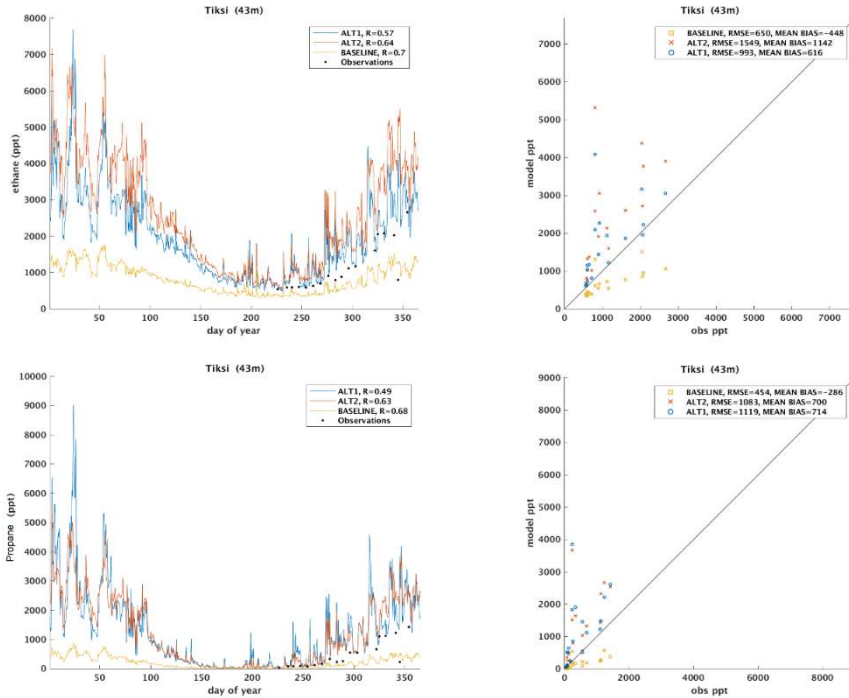 Tiksi (43m)
ALT1, R=0.57
ALT2, R=0.64
BASELINE, R=0.7
Observations
8000
7000
6000
5000
4000
3000
2000
1000
0
ethane (ppt)
50 100 150 200 250 300 350
day of year
Tiksi (43m)
BASELINE, RMSE=650, MEAN BIAS=-448
ALT2, RMSE=1549, MEAN BIAS=1142
ALT1, RMSE=993, MEAN BIAS=616
7000
6000
5000
4000
3000
2000
1000
0
model ppt
0 1000 2000 3000 4000 5000 6000 7000
obs ppt
Tiksi (43m)
ALT1, R=0.49
ALT2, R=0.63
BASELINE, R=0.68
Observations
10000
9000
8000
7000
6000
5000
4000
3000
2000
1000
0
Propane (ppt)
50 100 150 200 250 300 350
day of year
Tiksi (43m)
BASELINE, RMSE=454, MEAN BIAS=-286
ALT2, RMSE=1083, MEAN BIAS=700
ALT1, RMSE=1119, MEAN BIAS=714
9000
8000
7000
6000
5000
4000
3000
2000
1000
0
model ppt
0 2000 4000 6000 8000
obs ppt